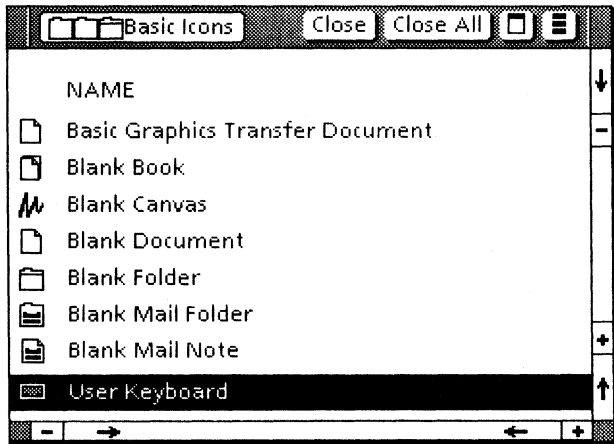 Basic Icons Close Close All
NAME
Basic Graphics Transfer Document
Blank Book
Blank Canvas
Blank Document
Blank Folder
Blank Mail Folder
Blank Mail Note
User Keyboard